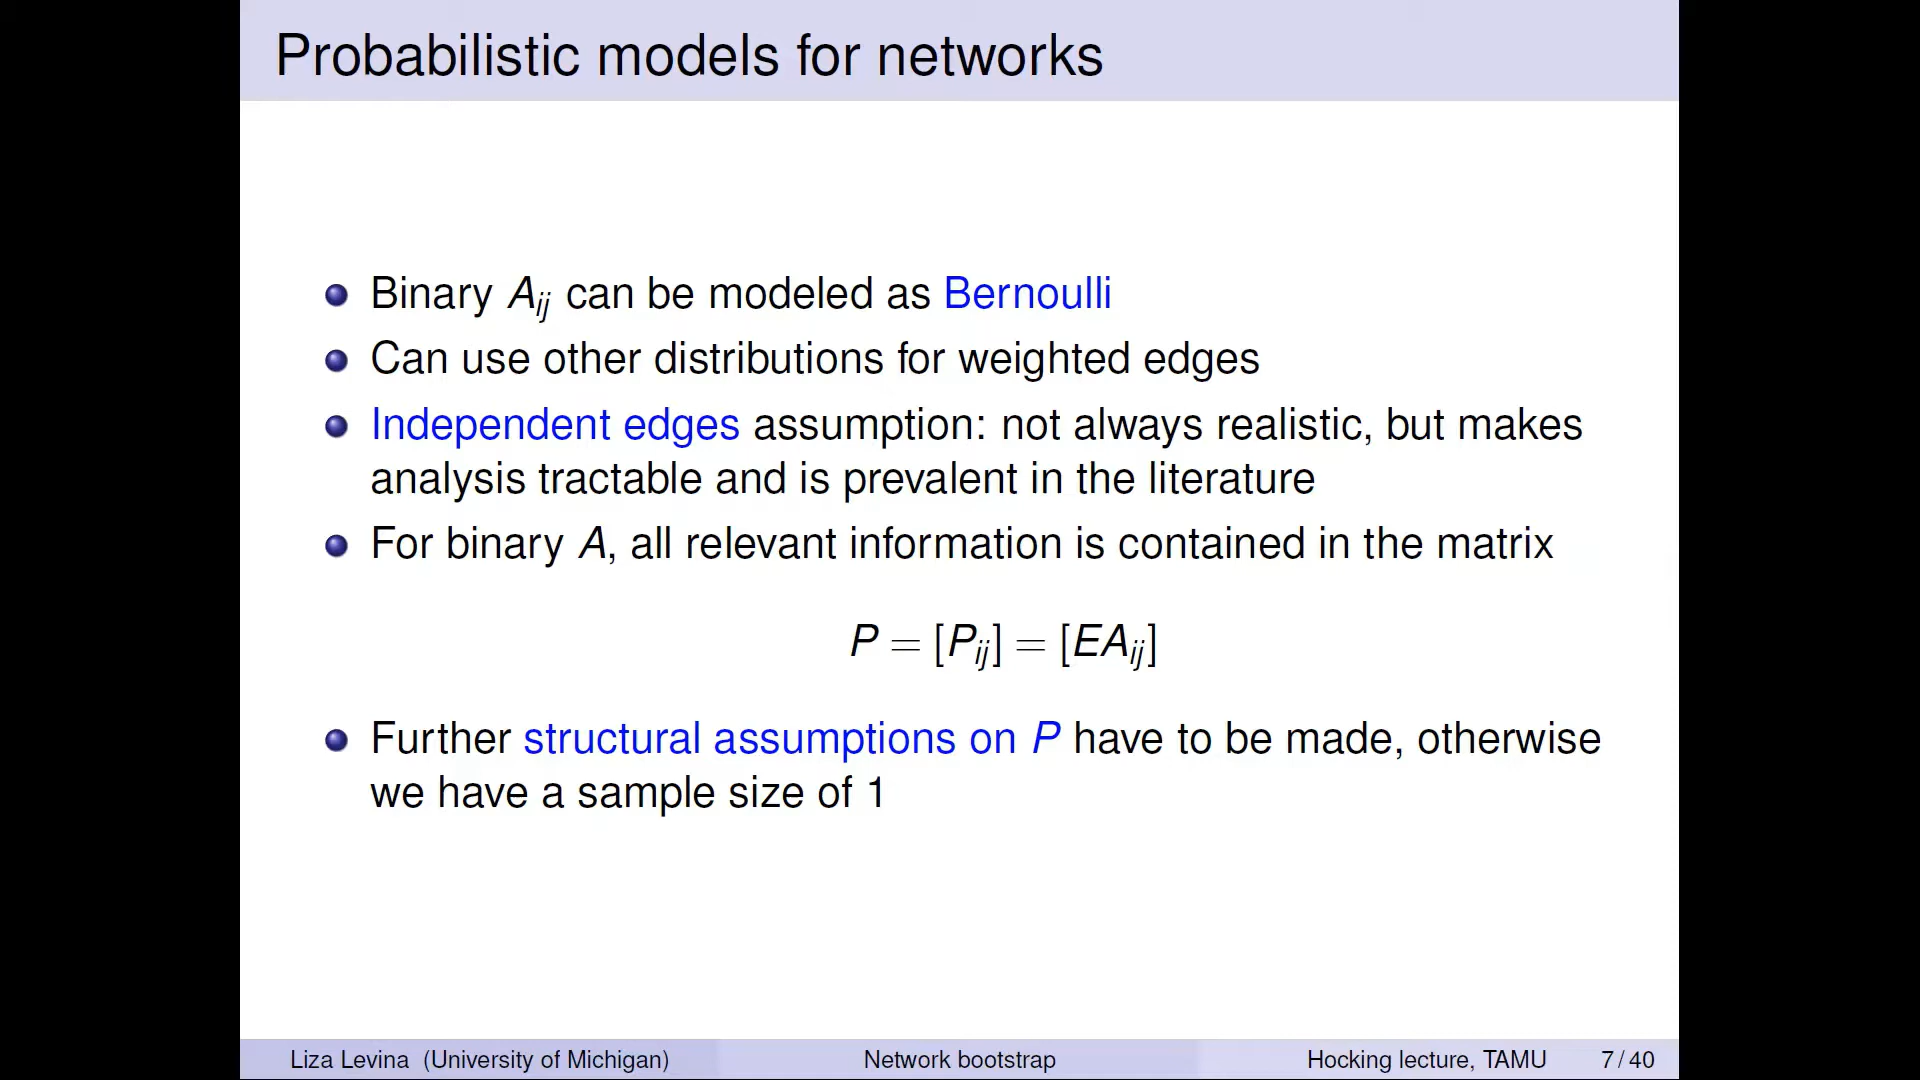 Probabilistic models for networks
Binary A_ij can be modeled as Bernoulli
Can use other distributions for weighted edges
Independent edges assumption: not always realistic, but makes
analysis tractable and is prevalent in the literature
For binary A, all relevant information is contained in the matrix
P = [P_ij] = [EA_ij]
Further structural assumptions on P have to be made, otherwise
we have a sample size of 1
Liza Levina (University of Michigan) Network bootstrap Hocking lecture, TAMU 7 / 40